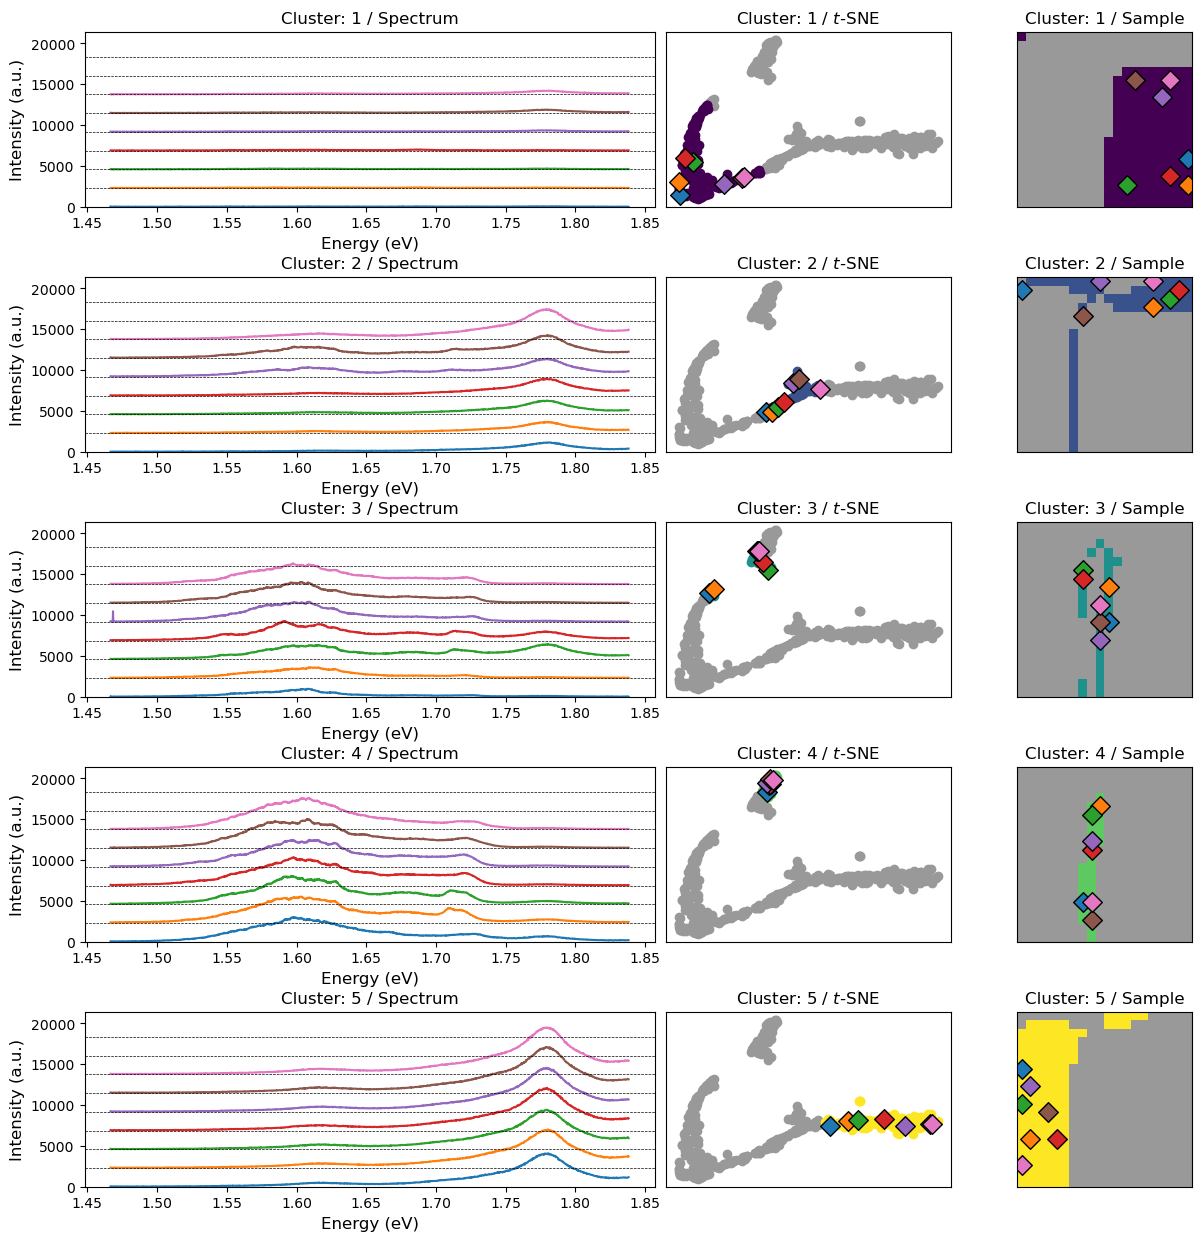 Cluster: 1 / Spectrum
Cluster: 1 / t-SNE
Cluster: 1 / Sample
Intensity (a.u.)
20000
15000
10000
5000
0
1.45 1.50 1.55 1.60 1.65 1.70 1.75 1.80 1.85
Energy (eV)
Cluster: 2 / Spectrum
Cluster: 2 / t-SNE
Cluster: 2 / Sample
Intensity (a.u.)
20000
15000
10000
5000
0
1.45 1.50 1.55 1.60 1.65 1.70 1.75 1.80 1.85
Energy (eV)
Cluster: 3 / Spectrum
Cluster: 3 / t-SNE
Cluster: 3 / Sample
Intensity (a.u.)
20000
15000
10000
5000
0
1.45 1.50 1.55 1.60 1.65 1.70 1.75 1.80 1.85
Energy (eV)
Cluster: 4 / Spectrum
Cluster: 4 / t-SNE
Cluster: 4 / Sample
Intensity (a.u.)
20000
15000
10000
5000
0
1.45 1.50 1.55 1.60 1.65 1.70 1.75 1.80 1.85
Energy (eV)
Cluster: 5 / Spectrum
Cluster: 5 / t-SNE
Cluster: 5 / Sample
Intensity (a.u.)
20000
15000
10000
5000
0
1.45 1.50 1.55 1.60 1.65 1.70 1.75 1.80 1.85
Energy (eV)